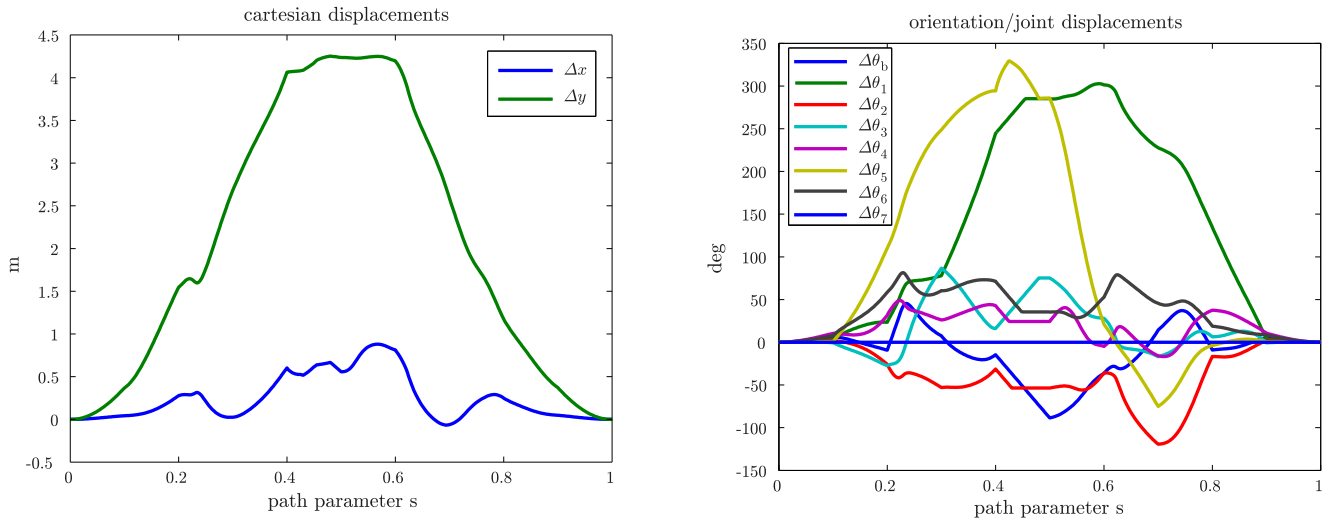 cartesian displacements
4.5
4
3.5
3
2.5
2
1.5
1
0.5
0
-0.5
m
Δx
Δy
0 0.2 0.4 0.6 0.8 1
path parameter s
orientation/joint displacements
350
300
250
200
150
100
50
0
-50
-100
-150
deg
Δθb
Δθ1
Δθ2
Δθ3
Δθ4
Δθ5
Δθ6
Δθ7
0 0.2 0.4 0.6 0.8 1
path parameter s